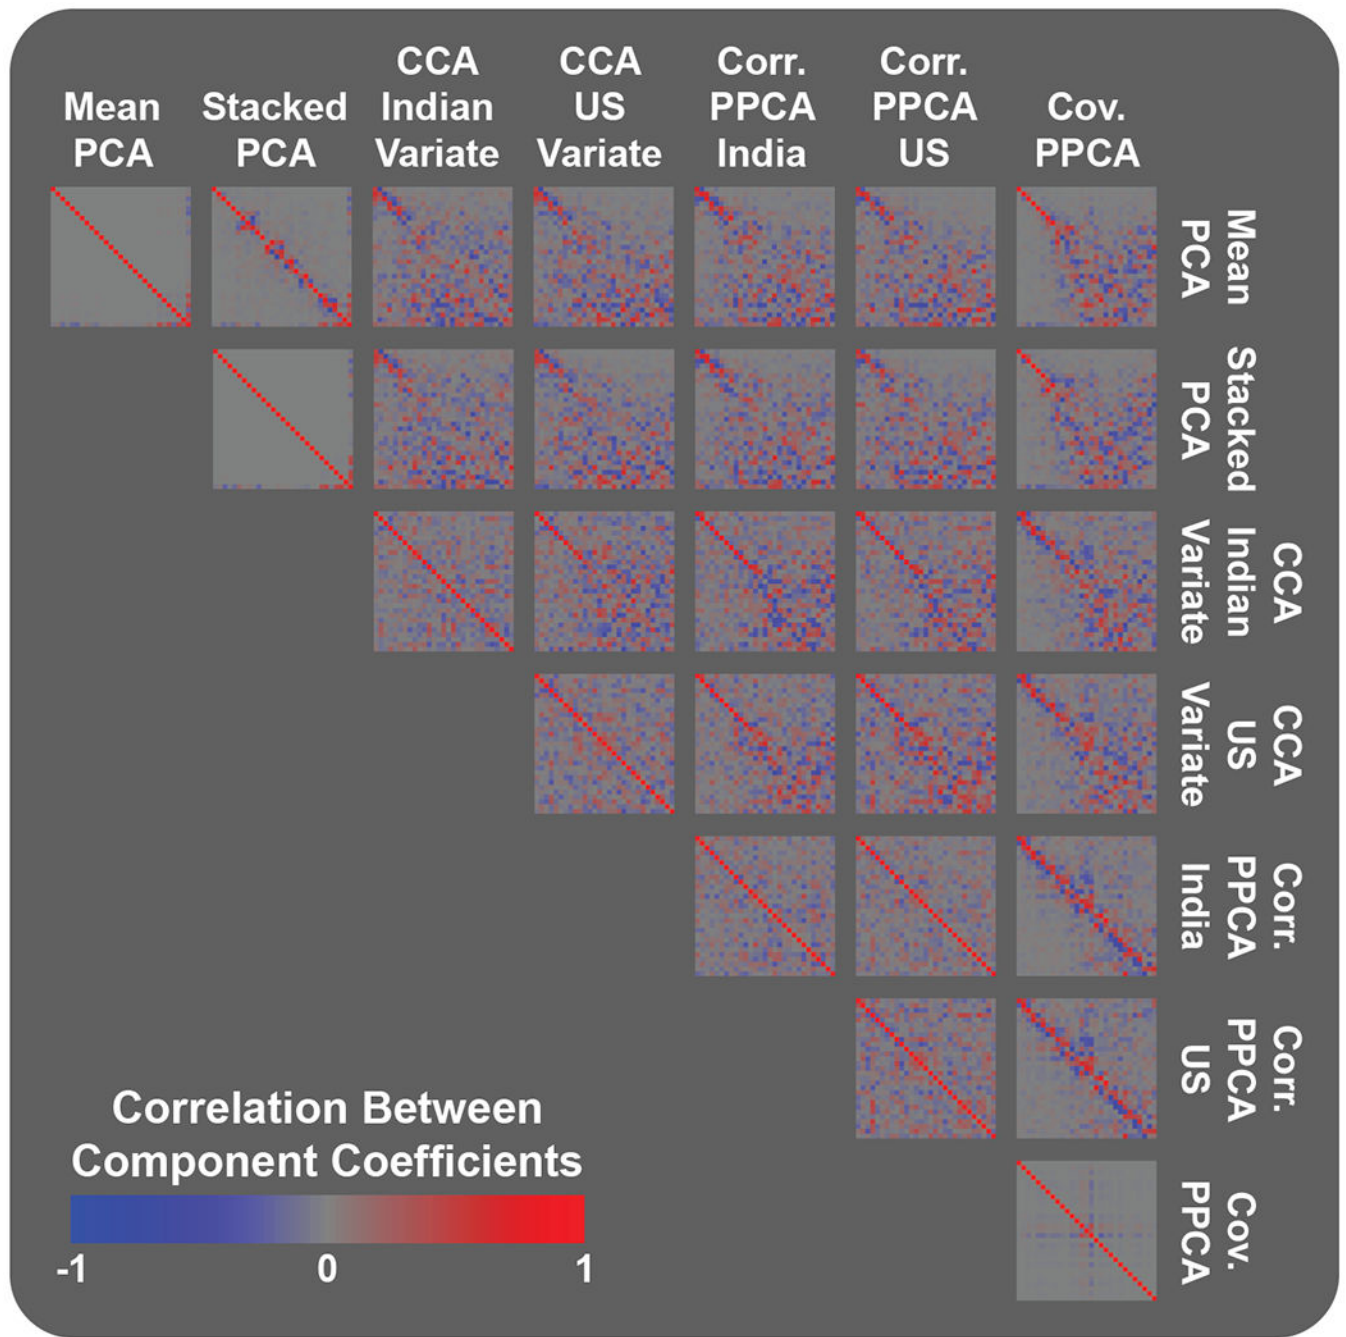 Mean
PCA
Stacked
PCA
CCA
Indian
Variate
CCA
US
Variate
Corr.
PPCA
India
Corr.
PPCA
US
Cov.
PPCA
Mean
PCA
Stacked
PCA
CCA
Indian
Variate
CCA
US
Variate
Corr.
PPCA
India
Corr.
PPCA
US
Cov.
PPCA
Correlation Between
Component Coefficients
-1 0 1